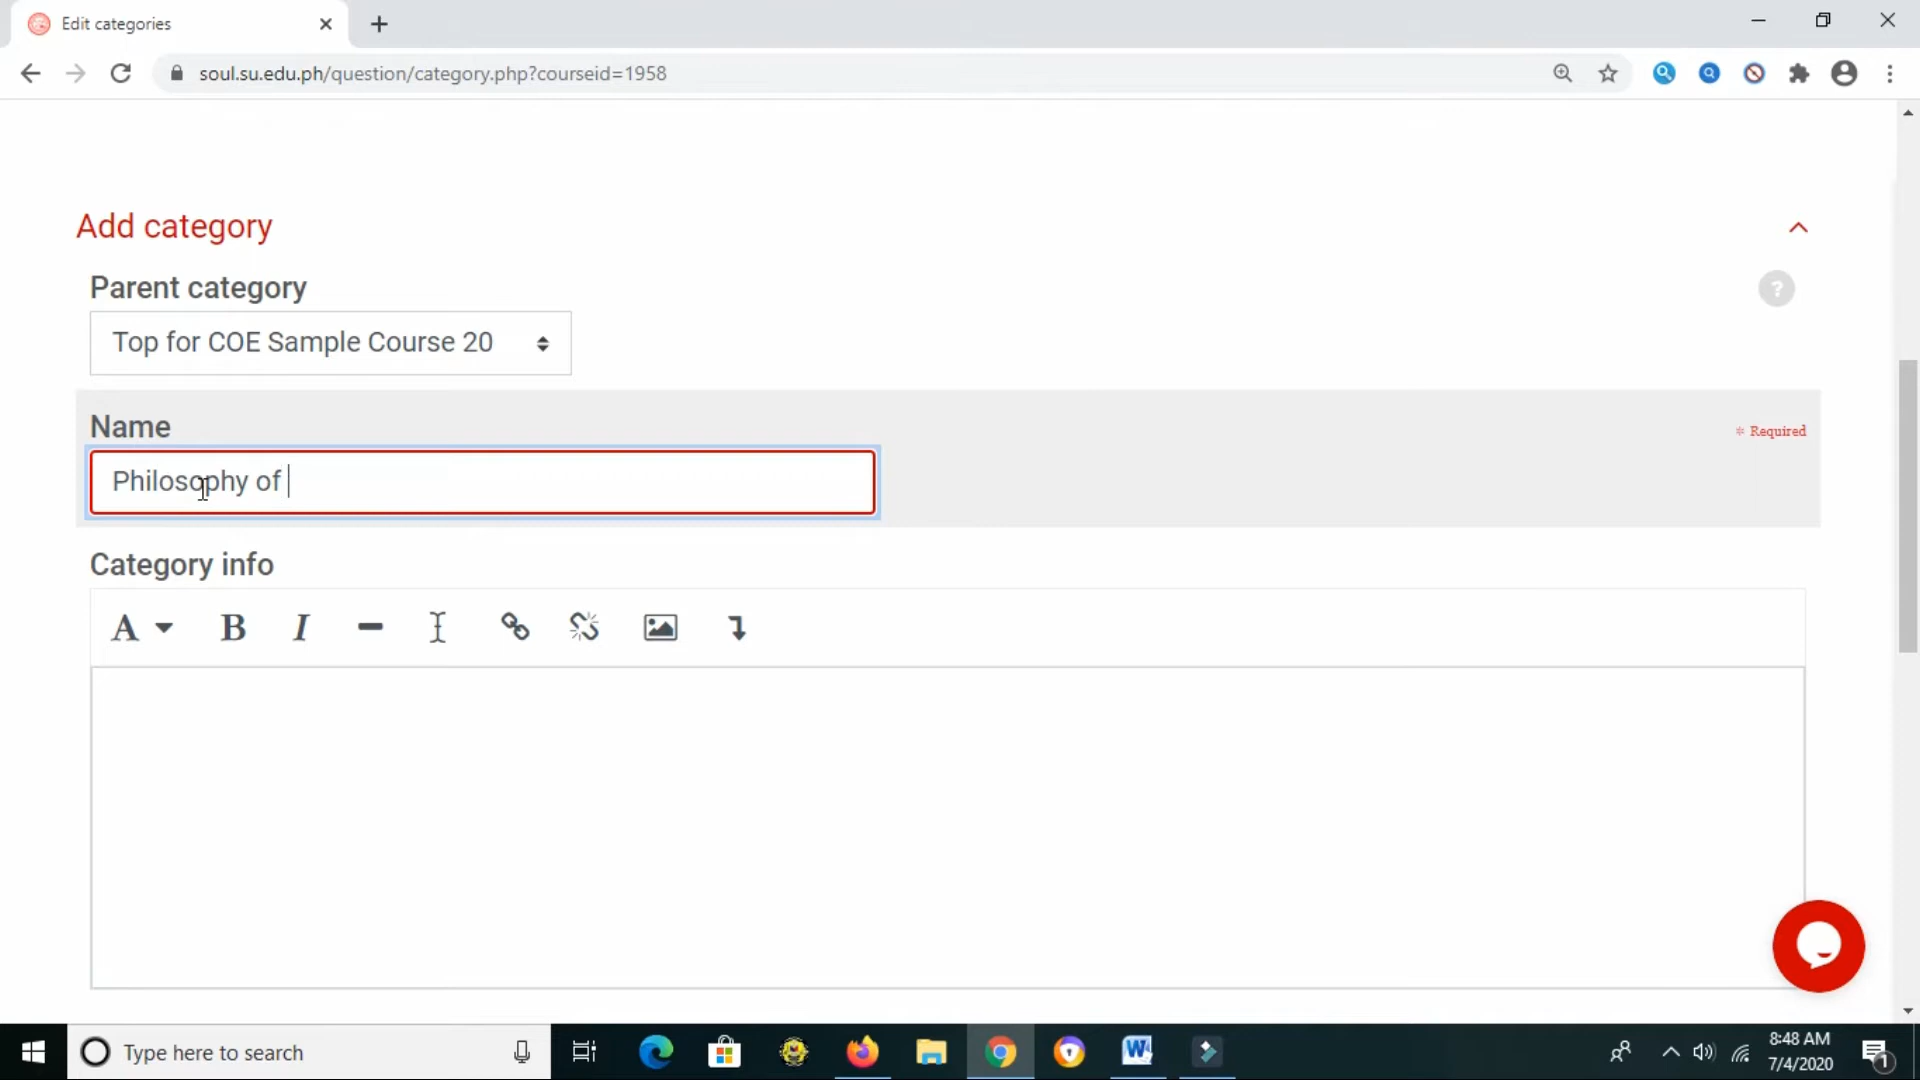 Edit categories
soul.su.edu.ph/question/category.php?courseid=1958
Add category
Parent category
?
Top for COE Sample Course 20
Name
* Required
Philosophy of
Category info
A B I
Type here to search
8:48 AM
7/4/2020
1